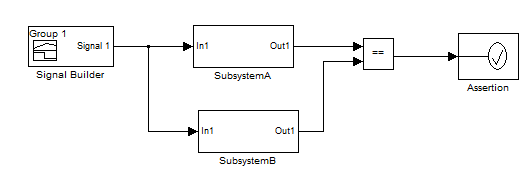 Group 1
Signal 1
Signal Builder
In1 Out1
SubsystemA
==
Assertion
In1 Out1
SubsystemB